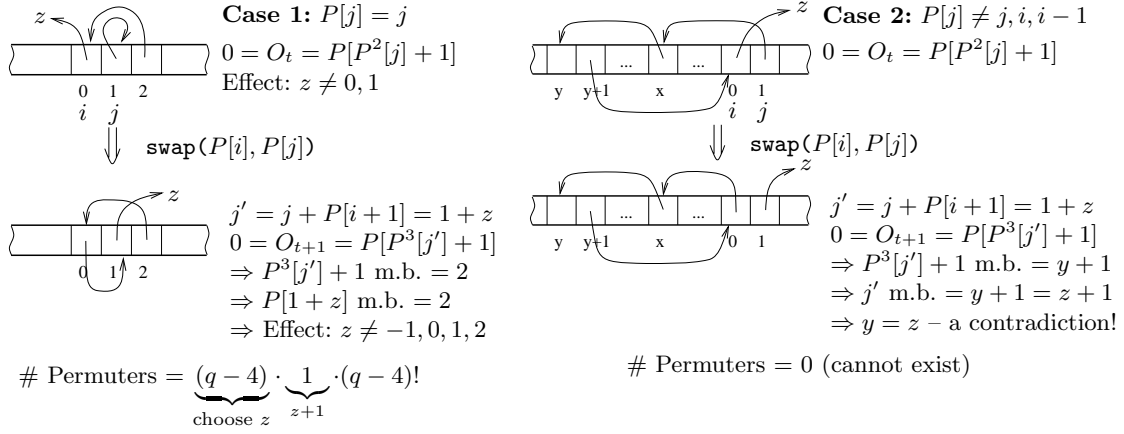 Case 1: P[j] = j
z
0 = O_t = P[P^2[j] + 1]
Effect: z ≠ 0, 1
0 1 2
i j
swap(P[i], P[j])
z
j′ = j + P[i + 1] = 1 + z
0 = O_{t+1} = P[P^3[j′] + 1]
0 1 2
⇒ P^3[j′] + 1 m.b. = 2
⇒ P[1 + z] m.b. = 2
⇒ Effect: z ≠ −1, 0, 1, 2
# Permuters = (q − 4) · 1 · (q − 4)!
choose z z+1
Case 2: P[j] ≠ j, i, i − 1
z
0 = O_t = P[P^2[j] + 1]
... ...
y y+1 x 0 1
i j
swap(P[i], P[j])
z
j′ = j + P[i + 1] = 1 + z
... ...
0 = O_{t+1} = P[P^3[j′] + 1]
y y+1 x 0 1
⇒ P^3[j′] + 1 m.b. = y + 1
⇒ j′ m.b. = y + 1 = z + 1
⇒ y = z – a contradiction!
# Permuters = 0 (cannot exist)